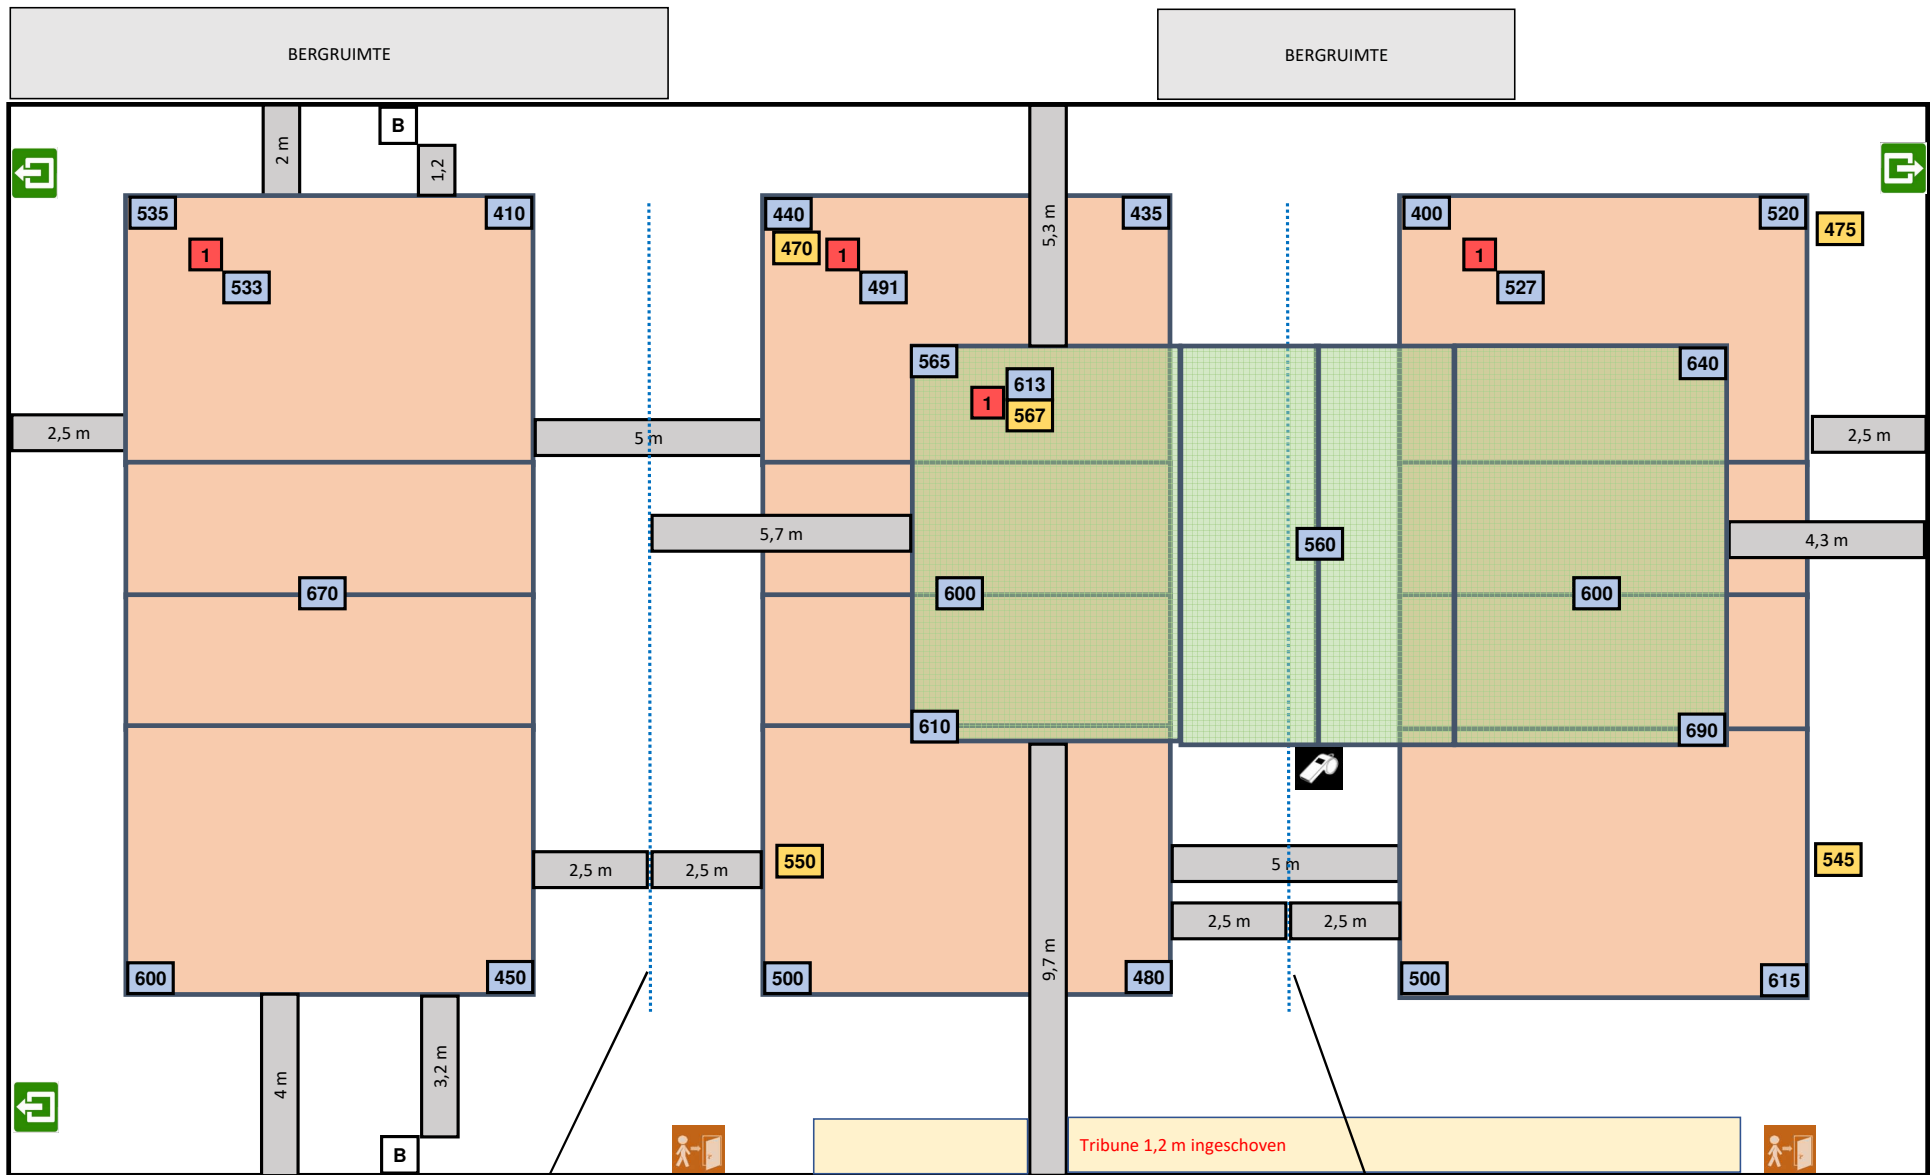 BERGRUIMTE
BERGRUIMTE
2 m
B
1,2
5,3 m
535
410
440
435
400
520
475
470
1
1
1
533
491
527
565
640
613
1
567
2,5 m
5 m
2,5 m
5,7 m
560
4,3 m
670
600
600
610
690
550
545
2,5 m
2,5 m
5 m
2,5 m
2,5 m
9,7 m
600
450
500
480
500
615
4 m
3,2 m
B
Tribune 1,2 m ingeschoven